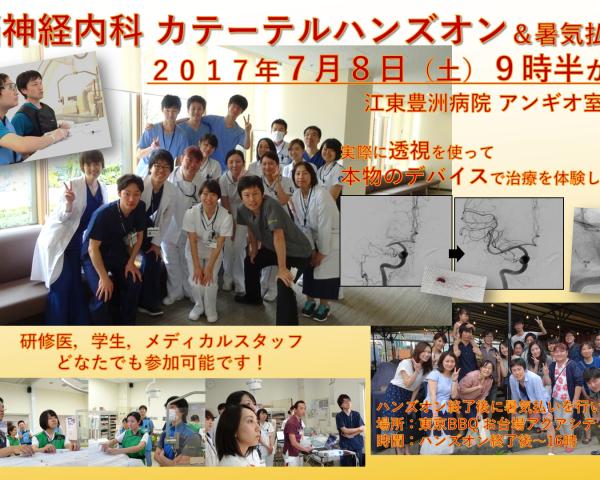 神経内科 カテーテルハンズオン &暑気払
２０１７年７月８日（土）９時半か
江東豊洲病院 アンギオ室
実際に透視を使って
本物のデバイスで治療を体験し
研修医，学生，メディカルスタッフ
どなたでも参加可能です！
ハンズオン終了後に暑気払いを行い
場所：東京BBQ お台場アクアシテ
時間：ハンズオン終了後～16時